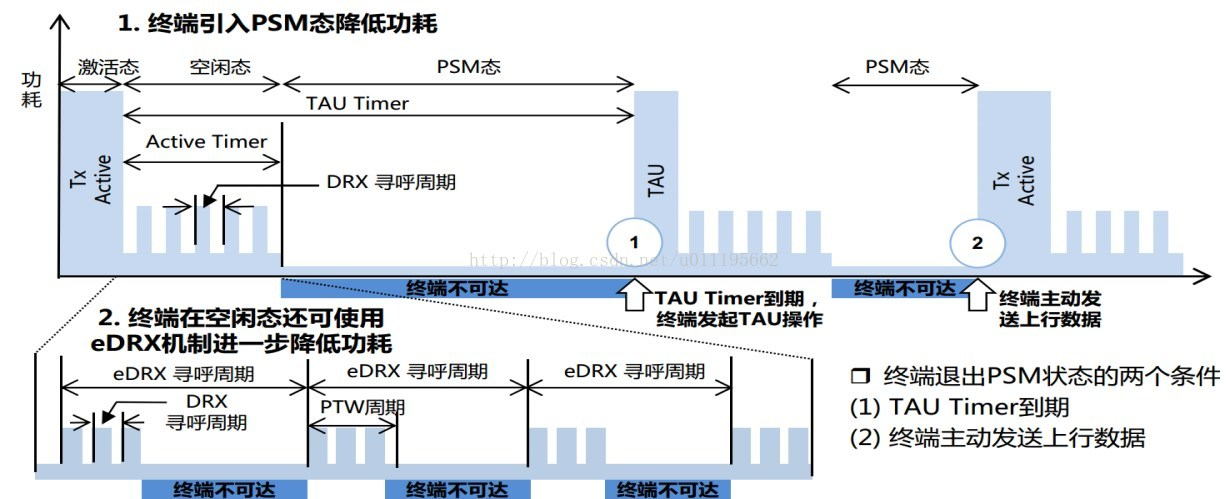 1. 终端引入PSM态降低功耗
功
耗
激活态
空闲态
PSM态
PSM态
TAU Timer
Active Timer
DRX 寻呼周期
Tx
Active
TAU
Tx
Active
1
2
http://blog.csdn.net/u011195662
终端不可达
TAU Timer到期，
终端发起TAU操作
终端不可达
终端主动发
送上行数据
2. 终端在空闲态还可使用
eDRX机制进一步降低功耗
eDRX 寻呼周期
eDRX 寻呼周期
eDRX 寻呼周期
DRX
寻呼周期
PTW周期
终端不可达
终端不可达
终端不可达
❒ 终端退出PSM状态的两个条件
(1) TAU Timer到期
(2) 终端主动发送上行数据